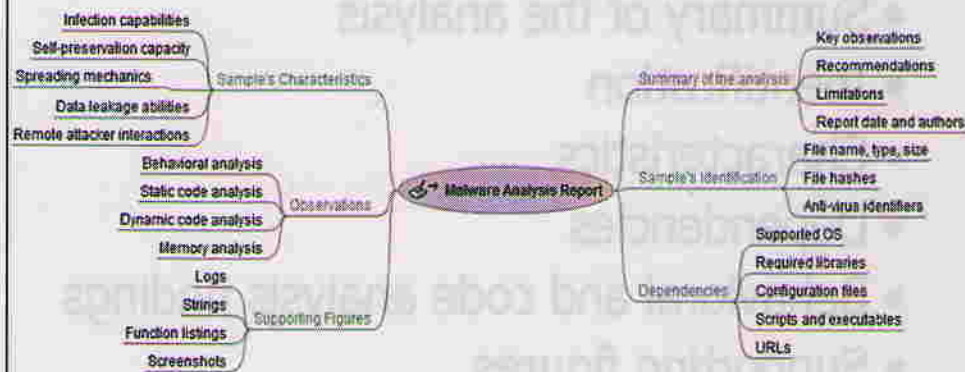 Infection capabilities
Self-preservation capacity
Spreading mechanics
Data leakage abilities
Remote attacker interactions
Sample's Characteristics
Behavioral analysis
Static code analysis
Dynamic code analysis
Memory analysis
Observations
Logs
Strings
Function listings
Screenshots
Supporting Figures
Malware Analysis Report
Summary of the analysis
Key observations
Recommendations
Limitations
Report date and authors
Sample's Identification
File name, type, size
File hashes
Anti-virus identifiers
Dependencies
Supported OS
Required libraries
Configuration files
Scripts and executables
URLs
• Summary of the analysis
• Dependencies
and code analysis findings
• Supporting figures